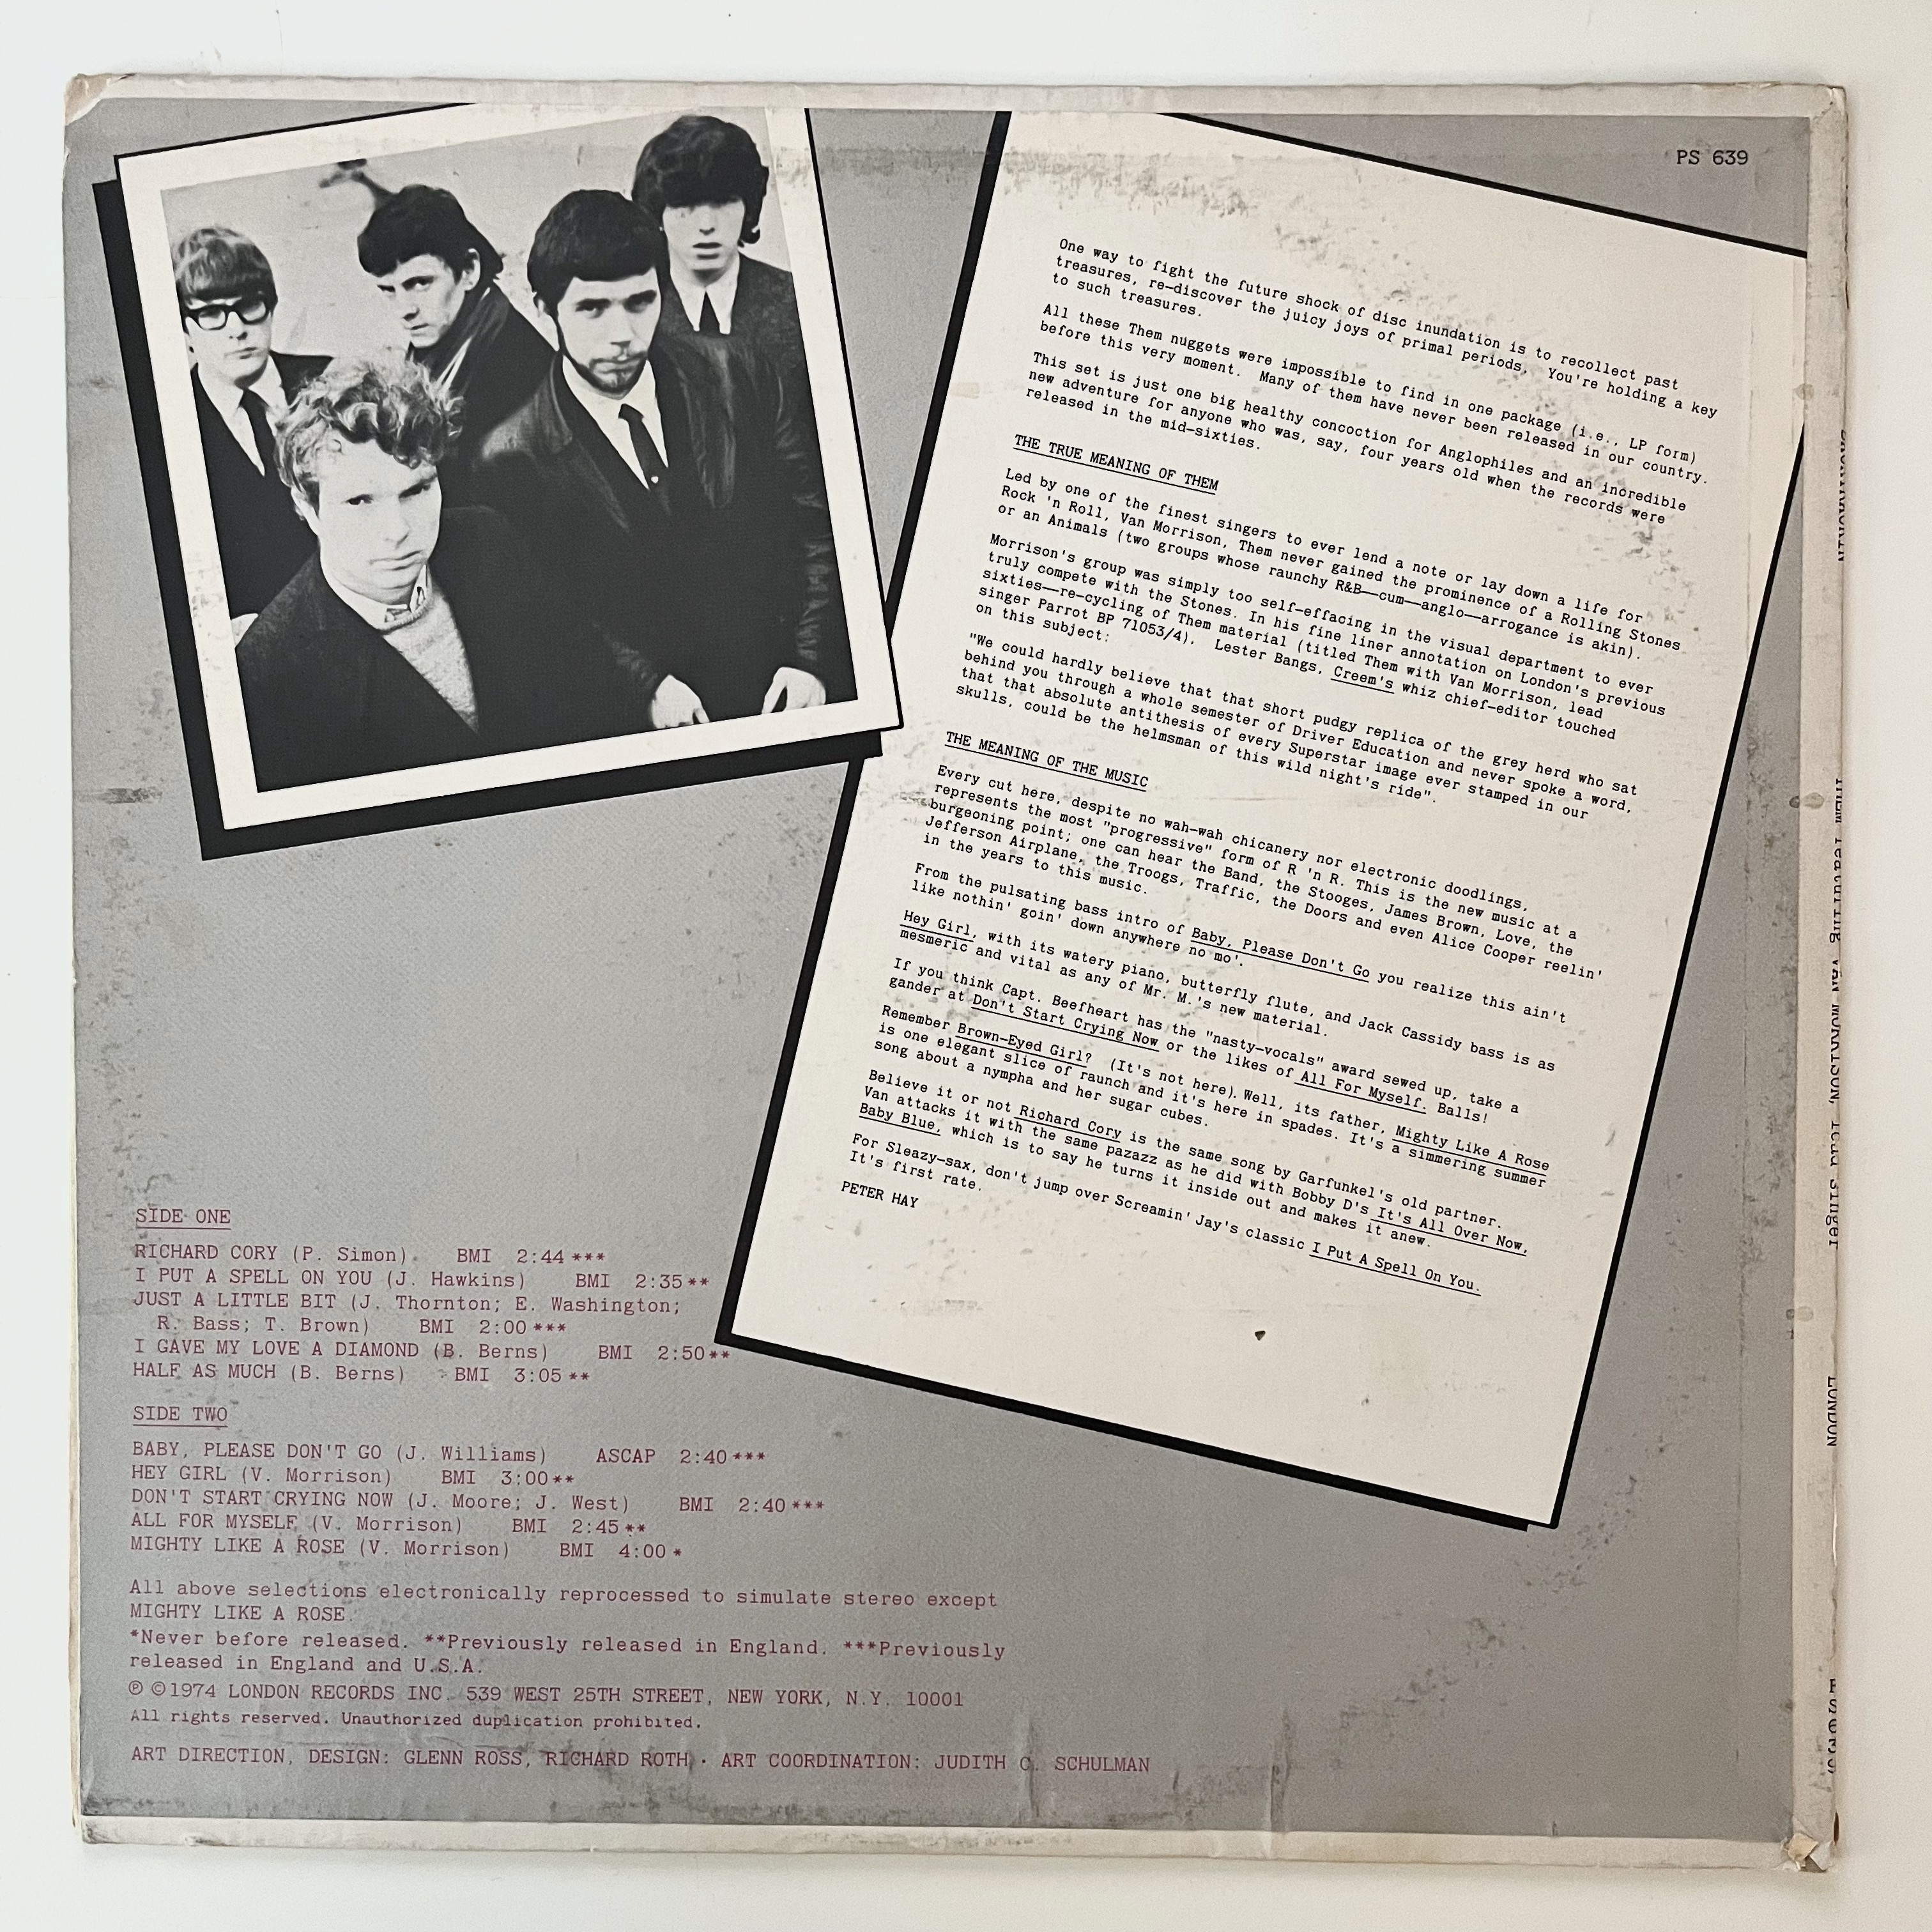 PS 639
One way to fight the future shock of disc inundation is to recollect past
treasures, re-discover the juicy joys of primal periods. You're holding a key
to such treasures.
All these Them nuggets were impossible to find in one package (i.e., LP form)
before this very moment. Many of them have never been released in our country.
This set is just one big healthy concoction for Anglophiles and an incredible
new adventure for anyone who was, say, four years old when the records were
released in the mid-sixties.
THE TRUE MEANING OF THEM
Led by one of the finest singers to ever lend a note or lay down a life for
Rock 'n Roll, Van Morrison, Them never gained the prominence of a Rolling Stones
or an Animals (two groups whose raunchy R&B—cum—anglo—arrogance is akin).
Morrison's group was simply too self-effacing in the visual department to ever
truly compete with the Stones. In his fine liner annotation on London's previous
sixties—re-cycling of Them material (titled Them with Van Morrison, lead
singer Parrot BP 71053/4). Lester Bangs, Creem's whiz chief-editor touched
on this subject:
"We could hardly believe that that short pudgy replica of the grey herd who sat
behind you through a whole semester of Driver Education and never spoke a word,
that that absolute antithesis of every Superstar image ever stamped in our
skulls, could be the helmsman of this wild night's ride".
THE MEANING OF THE MUSIC
Every cut here, despite no wah-wah chicanery nor electronic doodlings,
represents the most "progressive" form of R 'n R. This is the new music at a
burgeoning point; one can hear the Band, the Stooges, James Brown, Love, the
Jefferson Airplane, the Troogs, Traffic, the Doors and even Alice Cooper reelin'
in the years to this music.
From the pulsating bass intro of Baby, Please Don't Go you realize this ain't
like nothin' goin' down anywhere no mo'.
Hey Girl, with its watery piano, butterfly flute, and Jack Cassidy bass is as
mesmeric and vital as any of Mr. M.'s new material.
If you think Capt. Beefheart has the "nasty-vocals" award sewed up, take a
gander at Don't Start Crying Now or the likes of All For Myself. Balls!
Remember Brown-Eyed Girl? (It's not here). Well, its father, Mighty Like A Rose
is one elegant slice of raunch and it's here in spades. It's a simmering summer
song about a nympha and her sugar cubes.
Believe it or not Richard Cory is the same song by Garfunkel's old partner.
Van attacks it with the same pazazz as he did with Bobby D's It's All Over Now,
Baby Blue, which is to say he turns it inside out and makes it anew.
For Sleazy-sax, don't jump over Screamin' Jay's classic I Put A Spell On You.
It's first rate.
PETER HAY
SIDE ONE
RICHARD CORY (P. Simon) BMI 2:44 ***
I PUT A SPELL ON YOU (J. Hawkins) BMI 2:35 **
JUST A LITTLE BIT (J. Thornton; E. Washington;
R. Bass; T. Brown) BMI 2:00 ***
I GAVE MY LOVE A DIAMOND (B. Berns) BMI 2:50 **
HALF AS MUCH (B. Berns) BMI 3:05 **
SIDE TWO
BABY, PLEASE DON'T GO (J. Williams) ASCAP 2:40 ***
HEY GIRL (V. Morrison) BMI 3:00 **
DON'T START CRYING NOW (J. Moore; J. West) BMI 2:40 ***
ALL FOR MYSELF (V. Morrison) BMI 2:45 **
MIGHTY LIKE A ROSE (V. Morrison) BMI 4:00 *
All above selections electronically reprocessed to simulate stereo except
MIGHTY LIKE A ROSE.
*Never before released. **Previously released in England. ***Previously
released in England and U.S.A.
℗ ©1974 LONDON RECORDS INC. 539 WEST 25TH STREET, NEW YORK, N.Y. 10001
All rights reserved. Unauthorized duplication prohibited.
ART DIRECTION, DESIGN: GLENN ROSS, RICHARD ROTH · ART COORDINATION: JUDITH C. SCHULMAN
THEM featuring VAN MORRISON, lead singer
LONDON